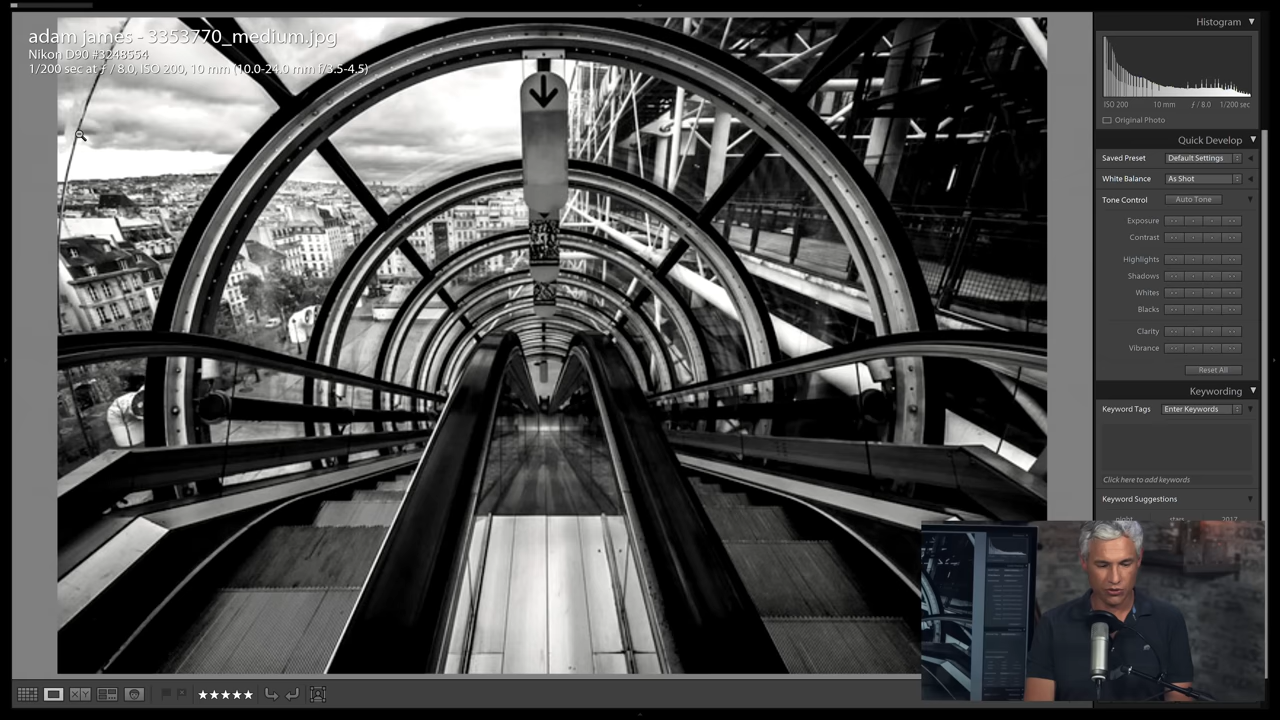 adam james - 3353770_medium.jpg
Nikon D90 #3248554
1/200 sec at ƒ / 8.0, ISO 200, 10 mm (10.0-24.0 mm f/3.5-4.5)
Histogram
ISO 200 10 mm ƒ / 8.0 1/200 sec
Original Photo
Quick Develop
Saved Preset Default Settings
White Balance As Shot
Tone Control Auto Tone
Exposure
Contrast
Highlights
Shadows
Whites
Blacks
Clarity
Vibrance
Reset All
Keywording
Keyword Tags Enter Keywords
Click here to add keywords
Keyword Suggestions
night stars 2017
X Y